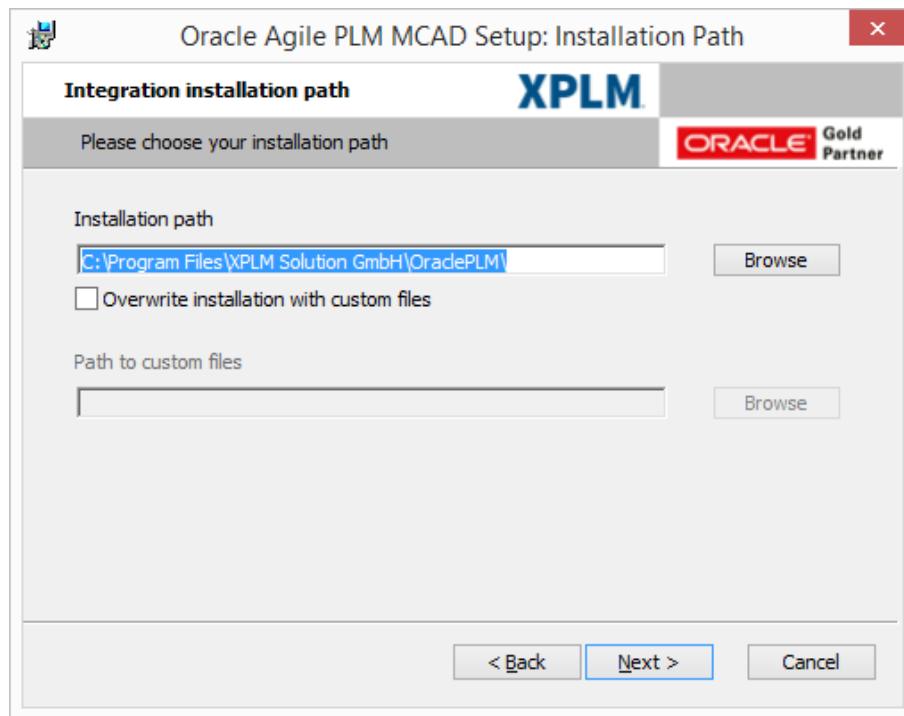 Oracle Agile PLM MCAD Setup: Installation Path
Integration installation path
XPLM
Please choose your installation path
ORACLE Gold
Partner
Installation path
C:\Program Files\XPLM Solution GmbH\OraclePLM\
Browse
Overwrite installation with custom files
Path to custom files
Browse
< Back
Next >
Cancel